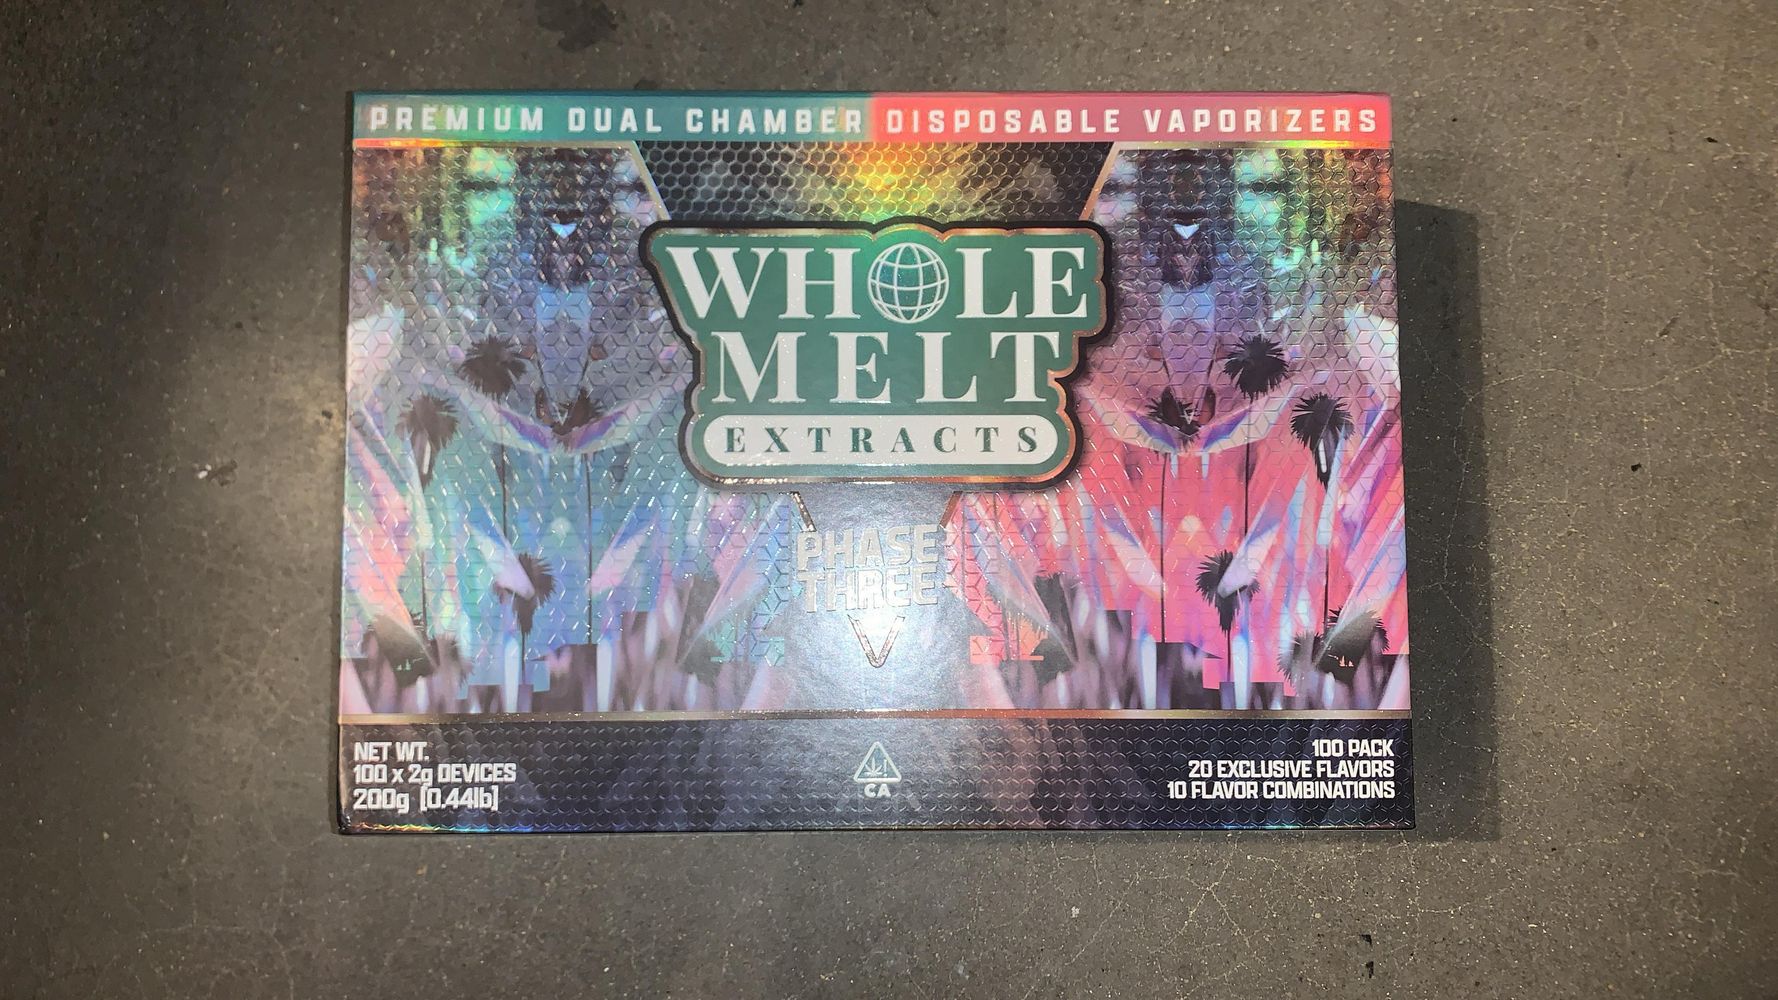 PREMIUM DUAL CHAMBER DISPOSABLE VAPORIZERS
WHOLE
MELT
EXTRACTS
PHASE
THREE
NET WT.
100 x 2g DEVICES
200g [0.44lb]
CA
100 PACK
20 EXCLUSIVE FLAVORS
10 FLAVOR COMBINATIONS